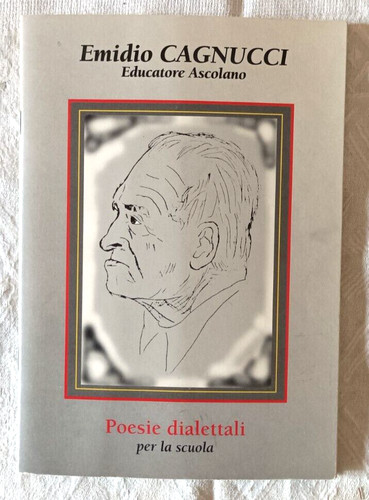 Emidio CAGNUCCI
Educatore Ascolano
Poesie dialettali
per la scuola